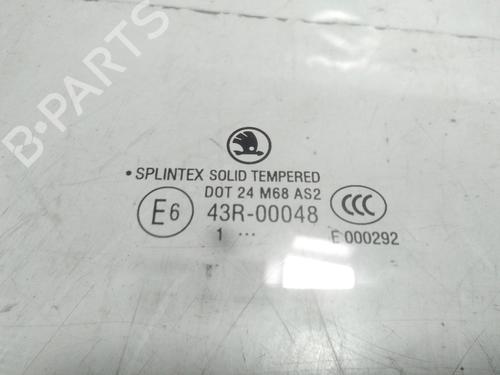 B-PARTS
• SPLINTEX SOLID TEMPERED
DOT 24 M68 AS2
E6 43R-00048 CCC
1 ••• E 000292